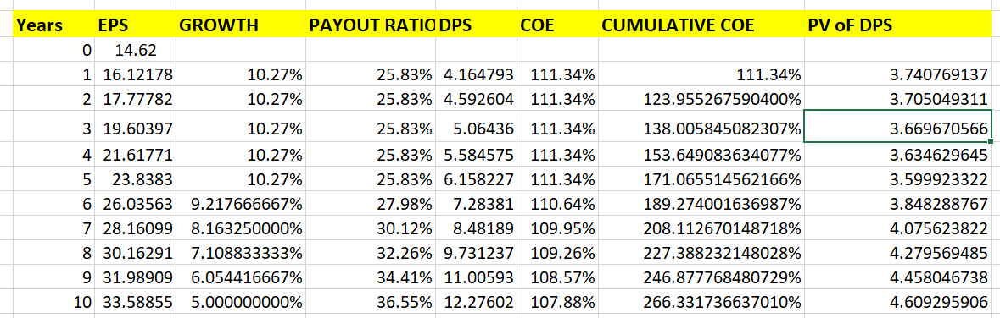 Years EPS GROWTH PAYOUT RATIO DPS COE CUMULATIVE COE PV oF DPS
0 14.62
1 16.12178 10.27% 25.83% 4.164793 111.34% 111.34% 3.740769137
2 17.77782 10.27% 25.83% 4.592604 111.34% 123.955267590400% 3.705049311
3 19.60397 10.27% 25.83% 5.06436 111.34% 138.005845082307% 3.669670566
4 21.61771 10.27% 25.83% 5.584575 111.34% 153.649083634077% 3.634629645
5 23.8383 10.27% 25.83% 6.158227 111.34% 171.065514562166% 3.599923322
6 26.03563 9.217666667% 27.98% 7.28381 110.64% 189.274001636987% 3.848288767
7 28.16099 8.163250000% 30.12% 8.48189 109.95% 208.112670148718% 4.075623822
8 30.16291 7.108833333% 32.26% 9.731237 109.26% 227.388232148028% 4.279569485
9 31.98909 6.054416667% 34.41% 11.00593 108.57% 246.877768480729% 4.458046738
10 33.58855 5.000000000% 36.55% 12.27602 107.88% 266.331736637010% 4.609295906